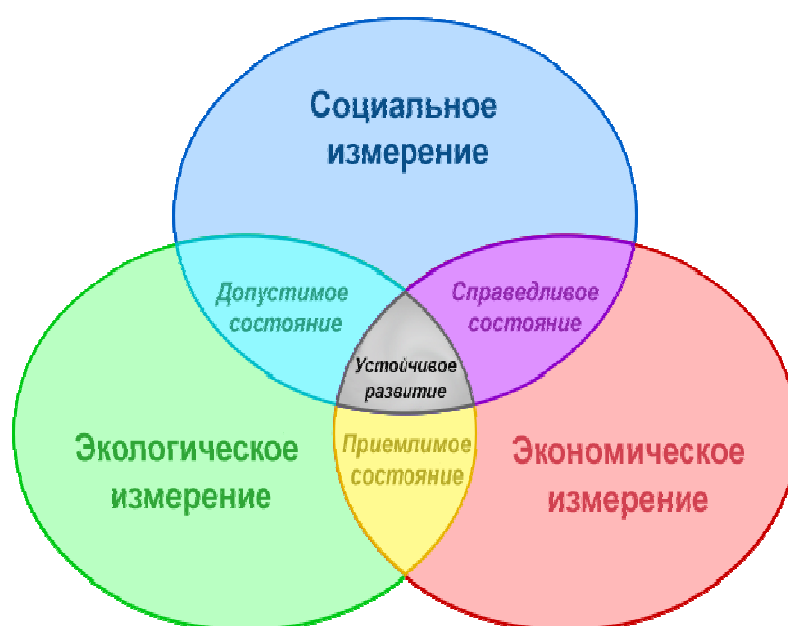 Социальное
измерение
Допустимое
состояние
Справедливое
состояние
Устойчивое
развитие
Экологическое
измерение
Приемлимое
состояние
Экономическое
измерение